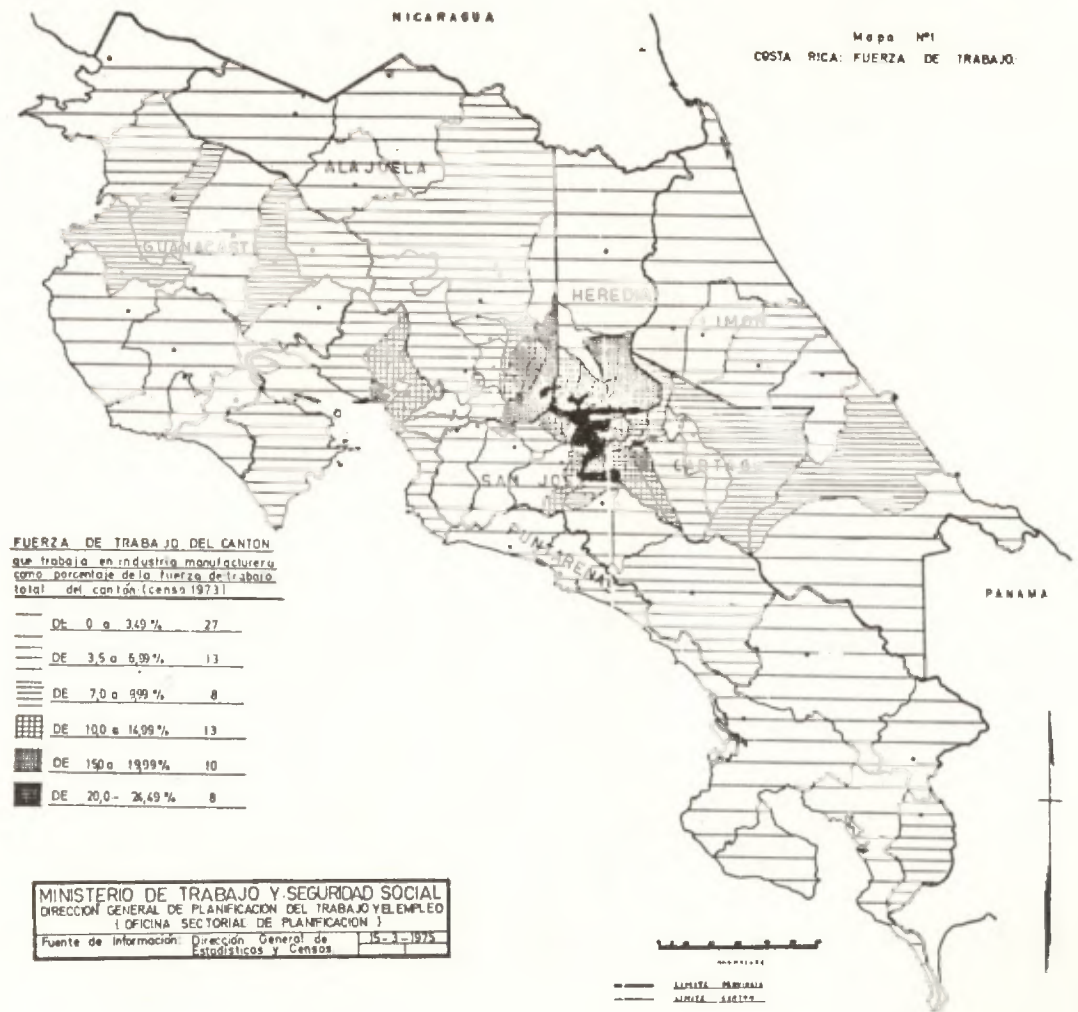 NICARAGUA
Mapa Nº1
COSTA RICA: FUERZA DE TRABAJO.
ALAJUELA
GUANACASTE
HEREDIA
LIMON
CARTAGO
SAN JOSE
PUNTARENAS
PANAMA
FUERZA DE TRABAJO DEL CANTON
que trabaja en industria manufacturera
como porcentaje de la fuerza de trabajo
total del cantón (censo 1973)
DE 0 a 3,49 % 27
DE 3,5 a 6,99 % 13
DE 7,0 a 9,99 % 8
DE 10,0 a 14,99 % 13
DE 15,0 a 19,99 % 10
DE 20,0 - 26,49 % 8
MINISTERIO DE TRABAJO Y SEGURIDAD SOCIAL
DIRECCION GENERAL DE PLANIFICACION DEL TRABAJO Y EL EMPLEO
( OFICINA SECTORIAL DE PLANIFICACION )
Fuente de Información: Dirección General de
Estadísticas y Censos
15-3-1975
LIMITE
LIMITE CANTON